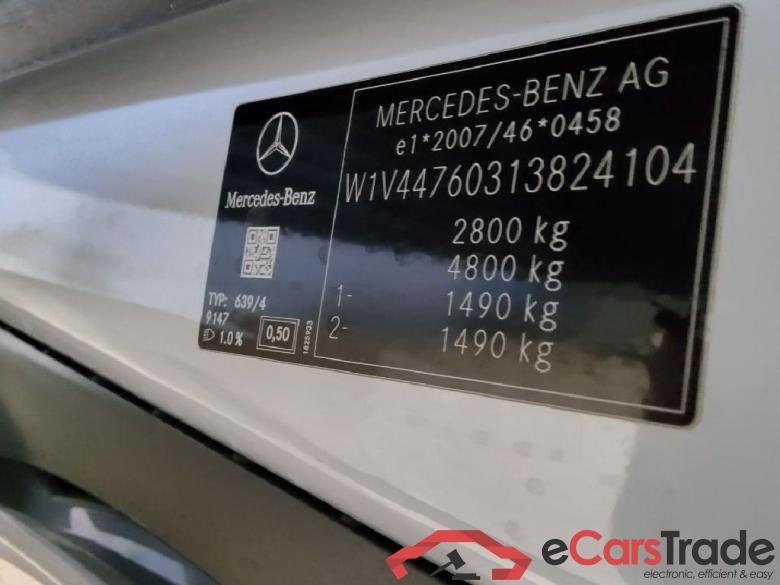 MERCEDES-BENZ AG
e1*2007/46*0458
W1V44760313824104
2800 kg
4800 kg
1- 1490 kg
2- 1490 kg
Mercedes-Benz
TYP: 639/4
9147
1.0 %
0,50
1825933
eCarsTrade
electronic, efficient & easy